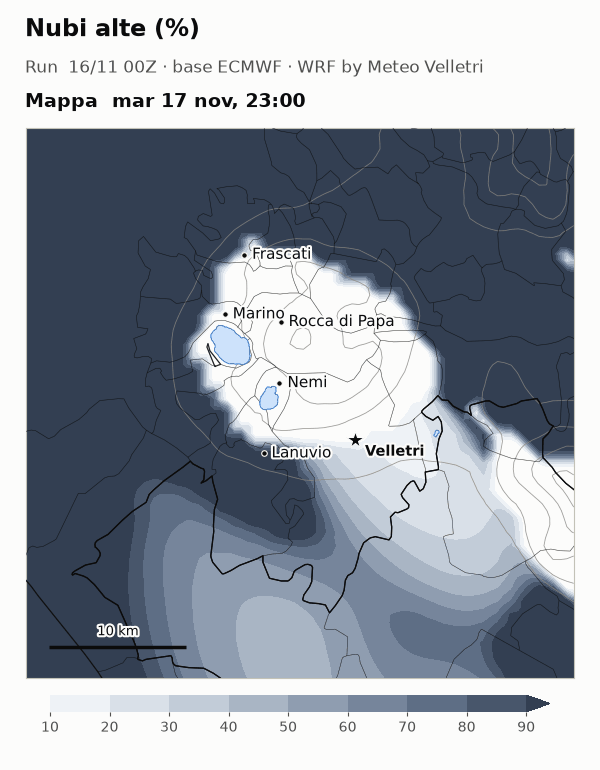 Nubi alte (%)
Run  16/11 00Z · base ECMWF · WRF by Meteo Velletri
Mappa  mar 17 nov, 23:00
Frascati
Marino
Rocca di Papa
Nemi
Velletri
Lanuvio
10 km
10 20 30 40 50 60 70 80 90